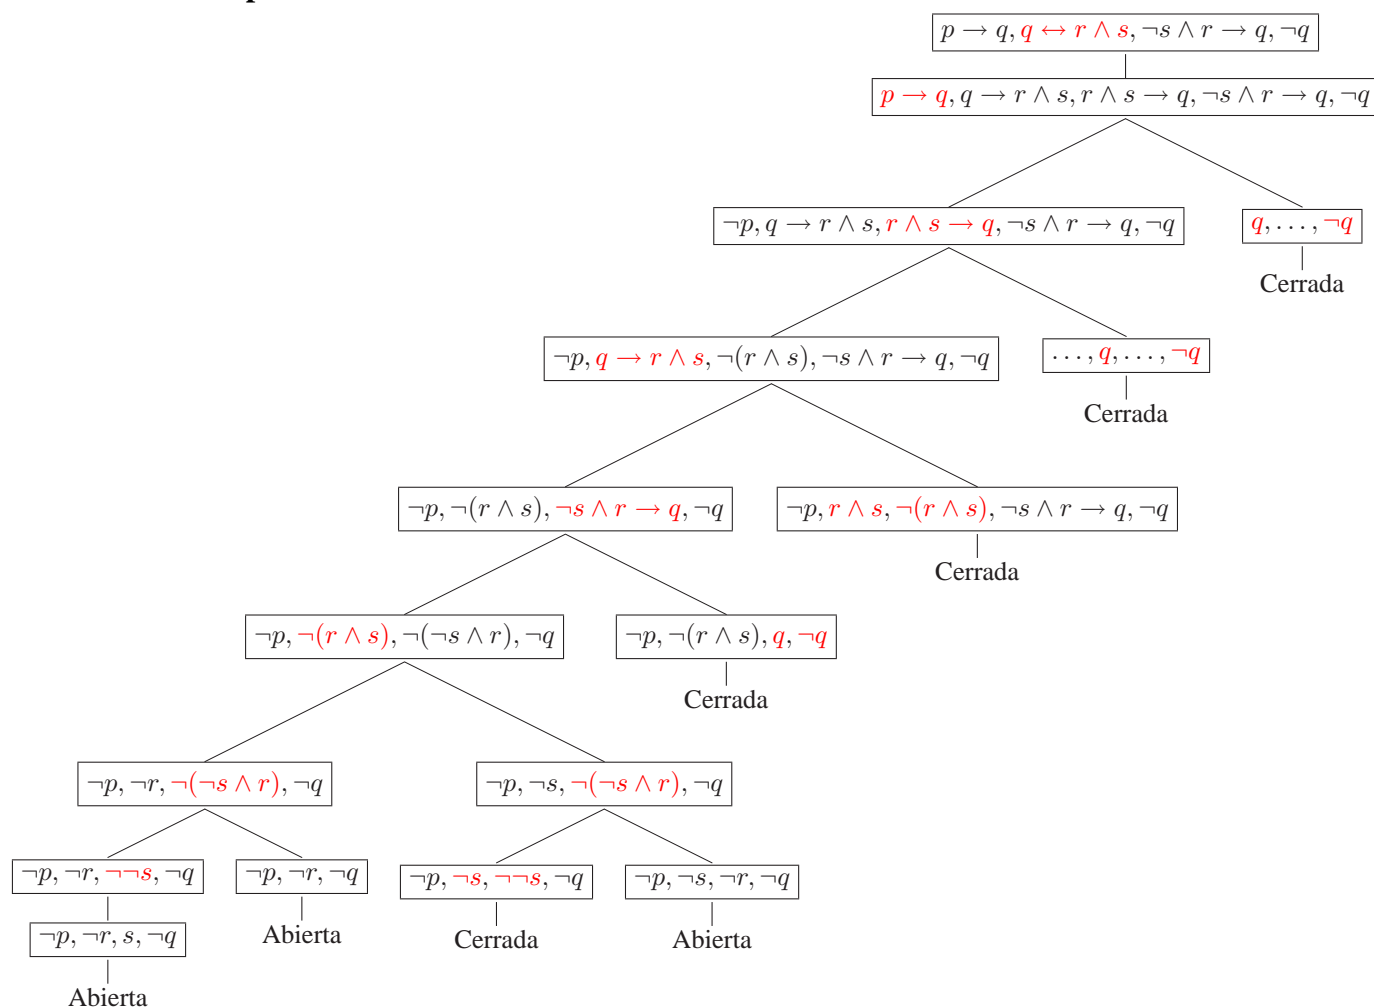 p → q, q ↔ r ∧ s, ¬s ∧ r → q, ¬q
p → q, q → r ∧ s, r ∧ s → q, ¬s ∧ r → q, ¬q
¬p, q → r ∧ s, r ∧ s → q, ¬s ∧ r → q, ¬q
q, . . . , ¬q
Cerrada
¬p, q → r ∧ s, ¬(r ∧ s), ¬s ∧ r → q, ¬q
. . . , q, . . . , ¬q
Cerrada
¬p, ¬(r ∧ s), ¬s ∧ r → q, ¬q
¬p, r ∧ s, ¬(r ∧ s), ¬s ∧ r → q, ¬q
Cerrada
¬p, ¬(r ∧ s), ¬(¬s ∧ r), ¬q
¬p, ¬(r ∧ s), q, ¬q
Cerrada
¬p, ¬r, ¬(¬s ∧ r), ¬q
¬p, ¬s, ¬(¬s ∧ r), ¬q
¬p, ¬r, ¬¬s, ¬q
¬p, ¬r, ¬q
¬p, ¬s, ¬¬s, ¬q
¬p, ¬s, ¬r, ¬q
¬p, ¬r, s, ¬q
Abierta
Cerrada
Abierta
Abierta